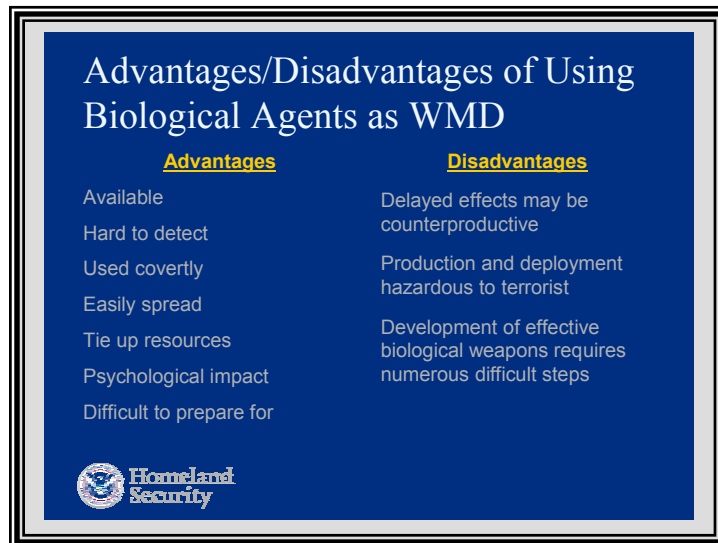 Advantages/Disadvantages of Using
Biological Agents as WMD
Advantages
Available
Hard to detect
Used covertly
Easily spread
Tie up resources
Psychological impact
Difficult to prepare for
Disadvantages
Delayed effects may be
counterproductive
Production and deployment
hazardous to terrorist
Development of effective
biological weapons requires
numerous difficult steps
Homeland
Security